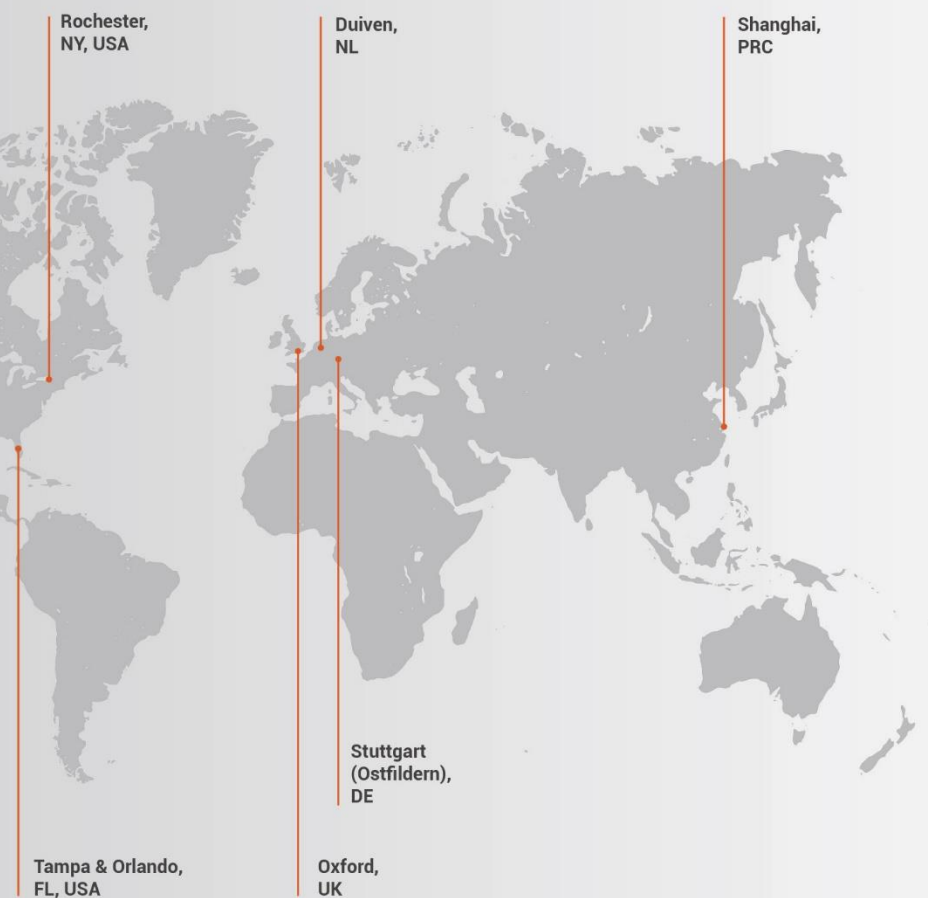 Rochester,
NY, USA
Duiven,
NL
Shanghai,
PRC
Stuttgart
(Ostfildern),
DE
Tampa & Orlando,
FL, USA
Oxford,
UK